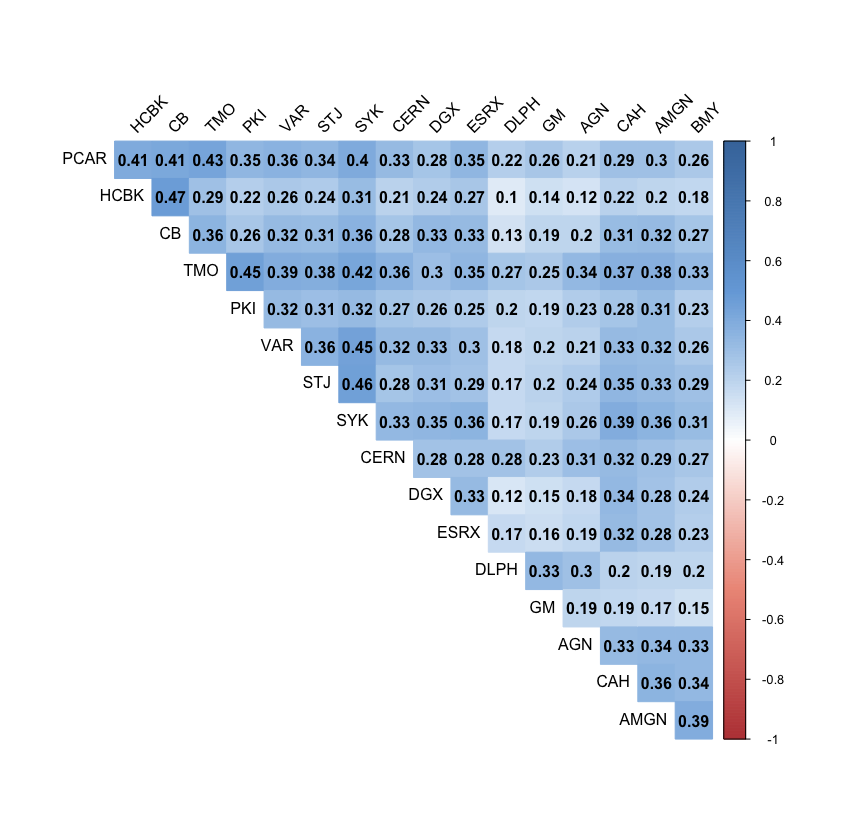 HCBK CB TMO PKI VAR STJ SYK CERN DGX ESRX DLPH GM AGN CAH AMGN BMY
1
PCAR 0.41 0.41 0.43 0.35 0.36 0.34 0.4 0.33 0.28 0.35 0.22 0.26 0.21 0.29 0.3 0.26
HCBK 0.47 0.29 0.22 0.26 0.24 0.31 0.21 0.24 0.27 0.1 0.14 0.12 0.22 0.2 0.18
0.8
CB 0.36 0.26 0.32 0.31 0.36 0.28 0.33 0.33 0.13 0.19 0.2 0.31 0.32 0.27
0.6
TMO 0.45 0.39 0.38 0.42 0.36 0.3 0.35 0.27 0.25 0.34 0.37 0.38 0.33
PKI 0.32 0.31 0.32 0.27 0.26 0.25 0.2 0.19 0.23 0.28 0.31 0.23
0.4
VAR 0.36 0.45 0.32 0.33 0.3 0.18 0.2 0.21 0.33 0.32 0.26
STJ 0.46 0.28 0.31 0.29 0.17 0.2 0.24 0.35 0.33 0.29
0.2
SYK 0.33 0.35 0.36 0.17 0.19 0.26 0.39 0.36 0.31
0
CERN 0.28 0.28 0.28 0.23 0.31 0.32 0.29 0.27
DGX 0.33 0.12 0.15 0.18 0.34 0.28 0.24
-0.2
ESRX 0.17 0.16 0.19 0.32 0.28 0.23
-0.4
DLPH 0.33 0.3 0.2 0.19 0.2
GM 0.19 0.19 0.17 0.15
-0.6
AGN 0.33 0.34 0.33
-0.8
CAH 0.36 0.34
AMGN 0.39
-1